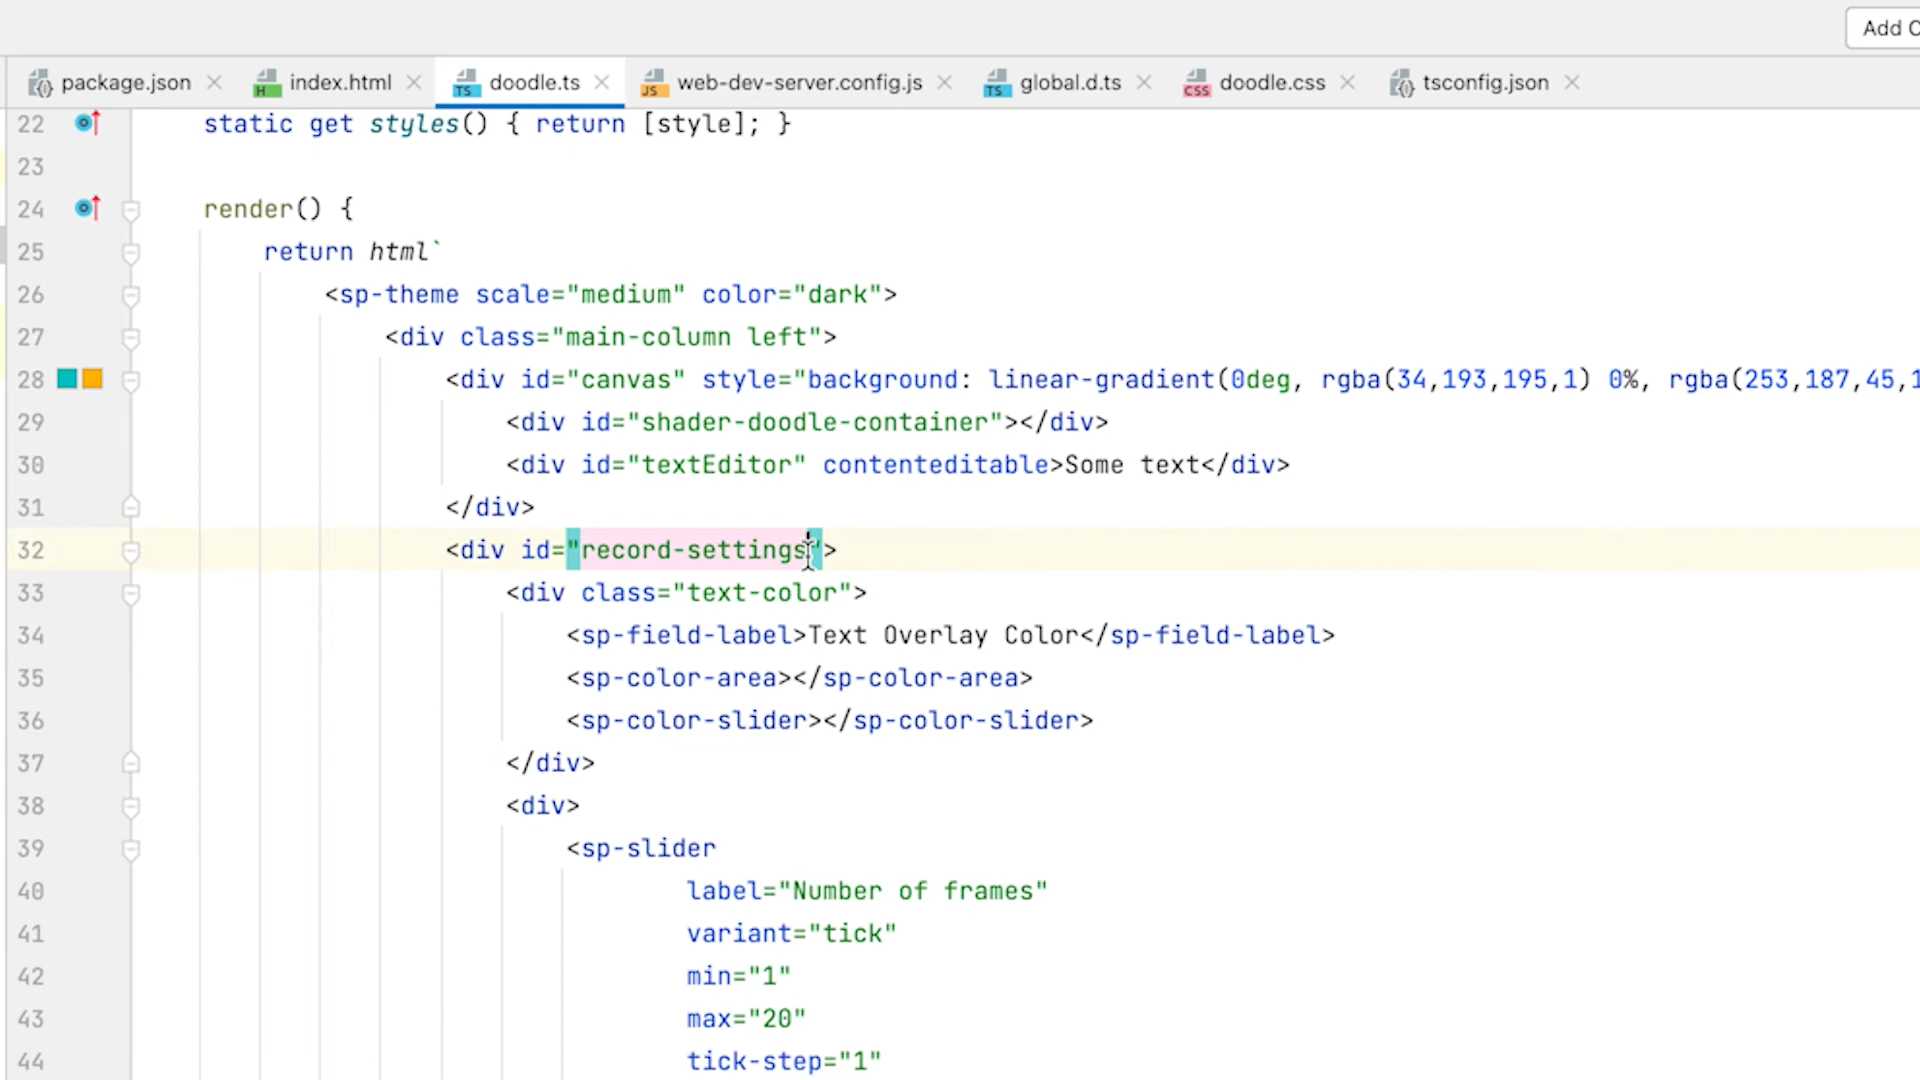 Add C
package.json index.html doodle.ts web-dev-server.config.js global.d.ts doodle.css tsconfig.json
22 static get styles() { return [style]; }
23
24 render() {
25 return html`
26 <sp-theme scale="medium" color="dark">
27 <div class="main-column left">
28 <div id="canvas" style="background: linear-gradient(0deg, rgba(34,193,195,1) 0%, rgba(253,187,45,1
29 <div id="shader-doodle-container"></div>
30 <div id="textEditor" contenteditable>Some text</div>
31 </div>
32 <div id="record-settings">
33 <div class="text-color">
34 <sp-field-label>Text Overlay Color</sp-field-label>
35 <sp-color-area></sp-color-area>
36 <sp-color-slider></sp-color-slider>
37 </div>
38 <div>
39 <sp-slider
40 label="Number of frames"
41 variant="tick"
42 min="1"
43 max="20"
44 tick-step="1"